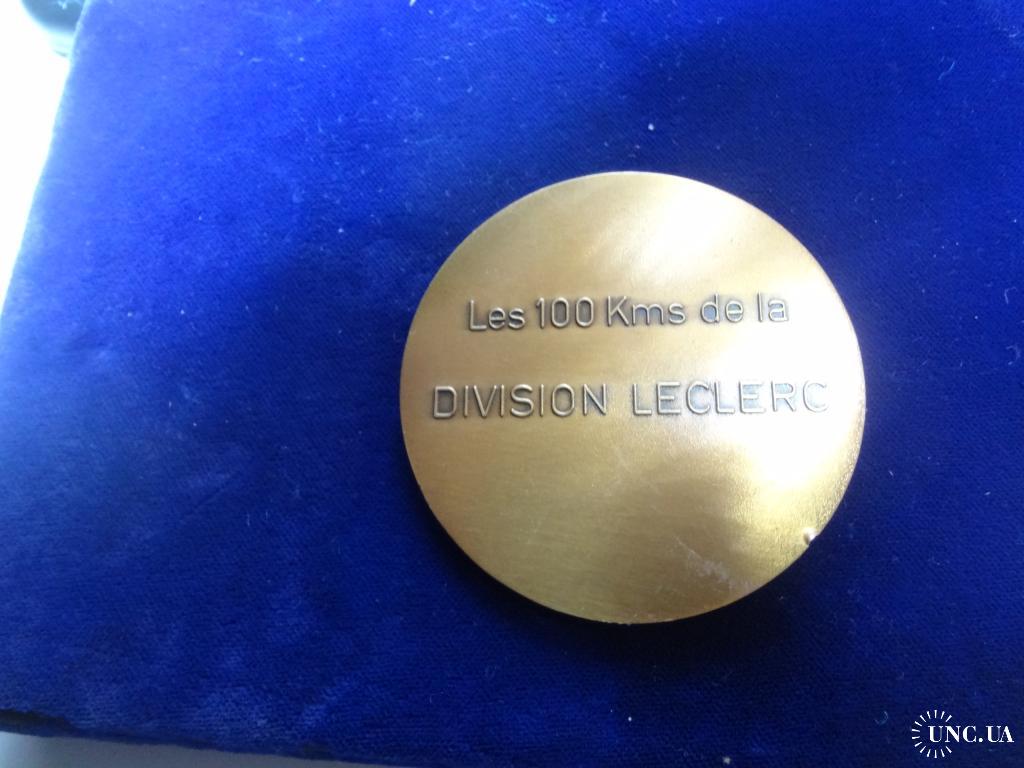 Les 100 Kms de la
DIVISION LECLERC
UNC.UA